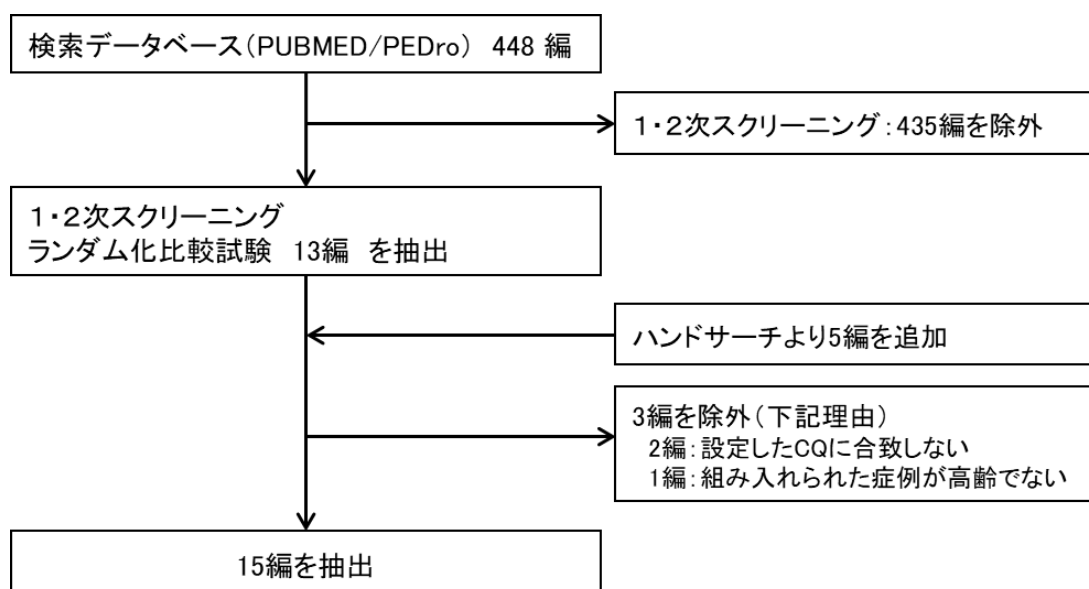 検索データベース(PUBMED/PEDro) 448 編
1・2次スクリーニング:435編を除外
1・2次スクリーニング
ランダム化比較試験 13編 を抽出
ハンドサーチより5編を追加
3編を除外(下記理由)
2編:設定したCQに合致しない
1編:組み入れられた症例が高齢でない
15編を抽出